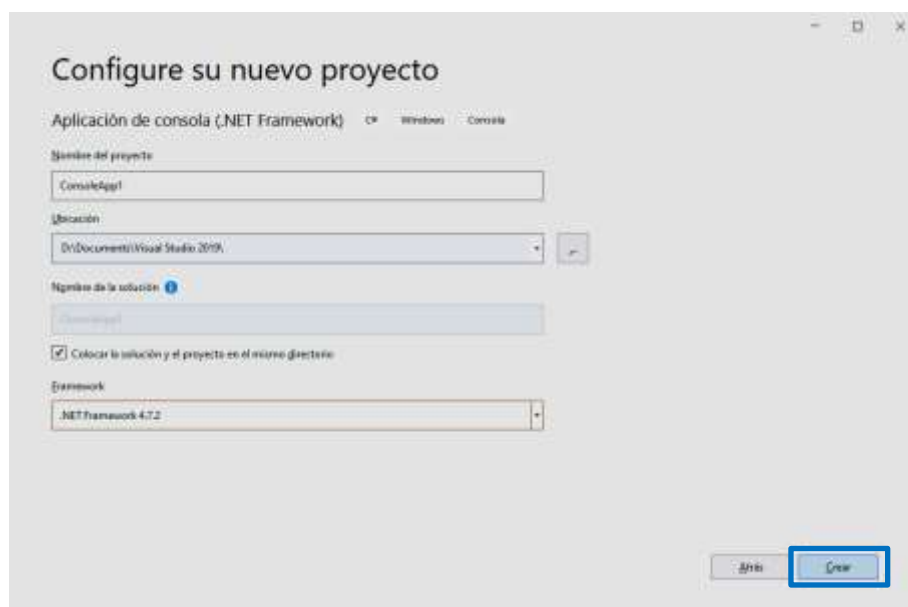 Configure su nuevo proyecto
Aplicación de consola (.NET Framework) C# Windows Consola
Nombre del proyecto
ConsoleApp1
Ubicación
D:\Documents\Visual Studio 2019\
...
Nombre de la solución
ConsoleApp1
Colocar la solución y el proyecto en el mismo directorio
Framework
.NET Framework 4.7.2
Atrás Crear